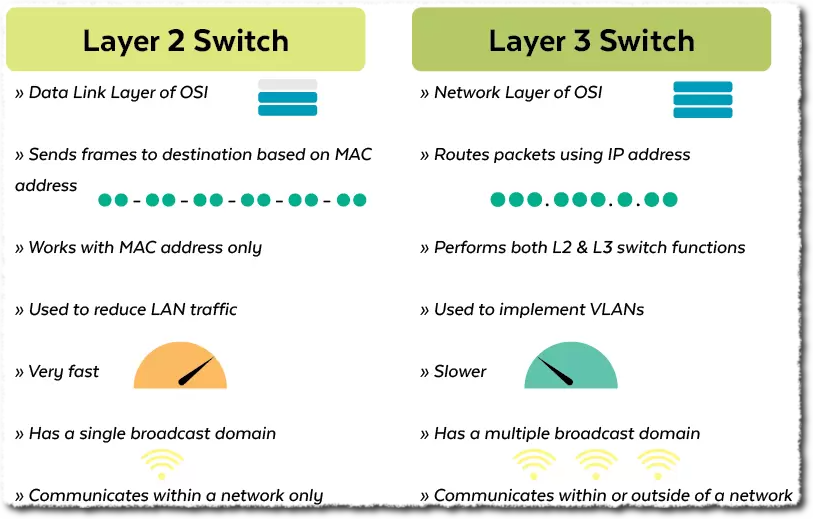 Layer 2 Switch
» Data Link Layer of OSI
» Sends frames to destination based on MAC
address
» Works with MAC address only
» Used to reduce LAN traffic
» Very fast
» Has a single broadcast domain
» Communicates within a network only
Layer 3 Switch
» Network Layer of OSI
» Routes packets using IP address
» Performs both L2 & L3 switch functions
» Used to implement VLANs
» Slower
» Has a multiple broadcast domain
» Communicates within or outside of a network